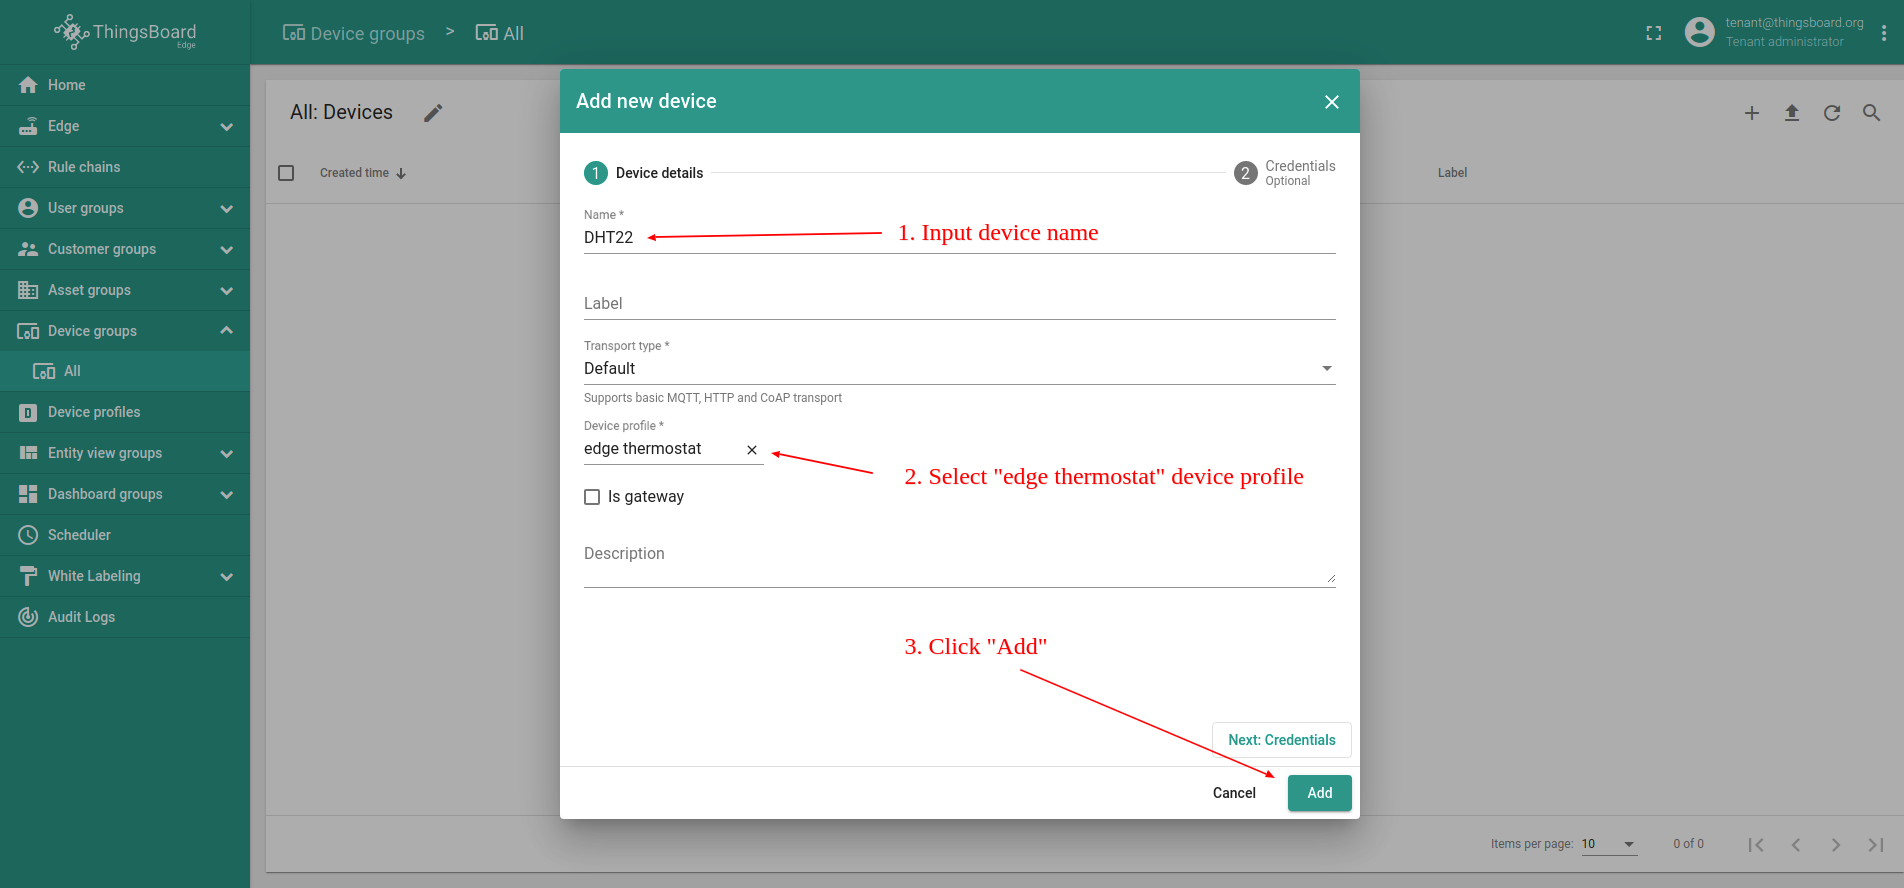 ThingsBoard
Edge
Device groups > All
tenant@thingsboard.org
Tenant administrator
Home
Edge
Rule chains
User groups
Customer groups
Asset groups
Device groups
All
Device profiles
Entity view groups
Dashboard groups
Scheduler
White Labeling
Audit Logs
All: Devices
Created time
Label
Add new device
1 Device details
2 Credentials
Optional
Name *
DHT22
1. Input device name
Label
Transport type *
Default
Supports basic MQTT, HTTP and CoAP transport
Device profile *
edge thermostat
2. Select "edge thermostat" device profile
Is gateway
Description
3. Click "Add"
Next: Credentials
Cancel
Add
Items per page: 10
0 of 0